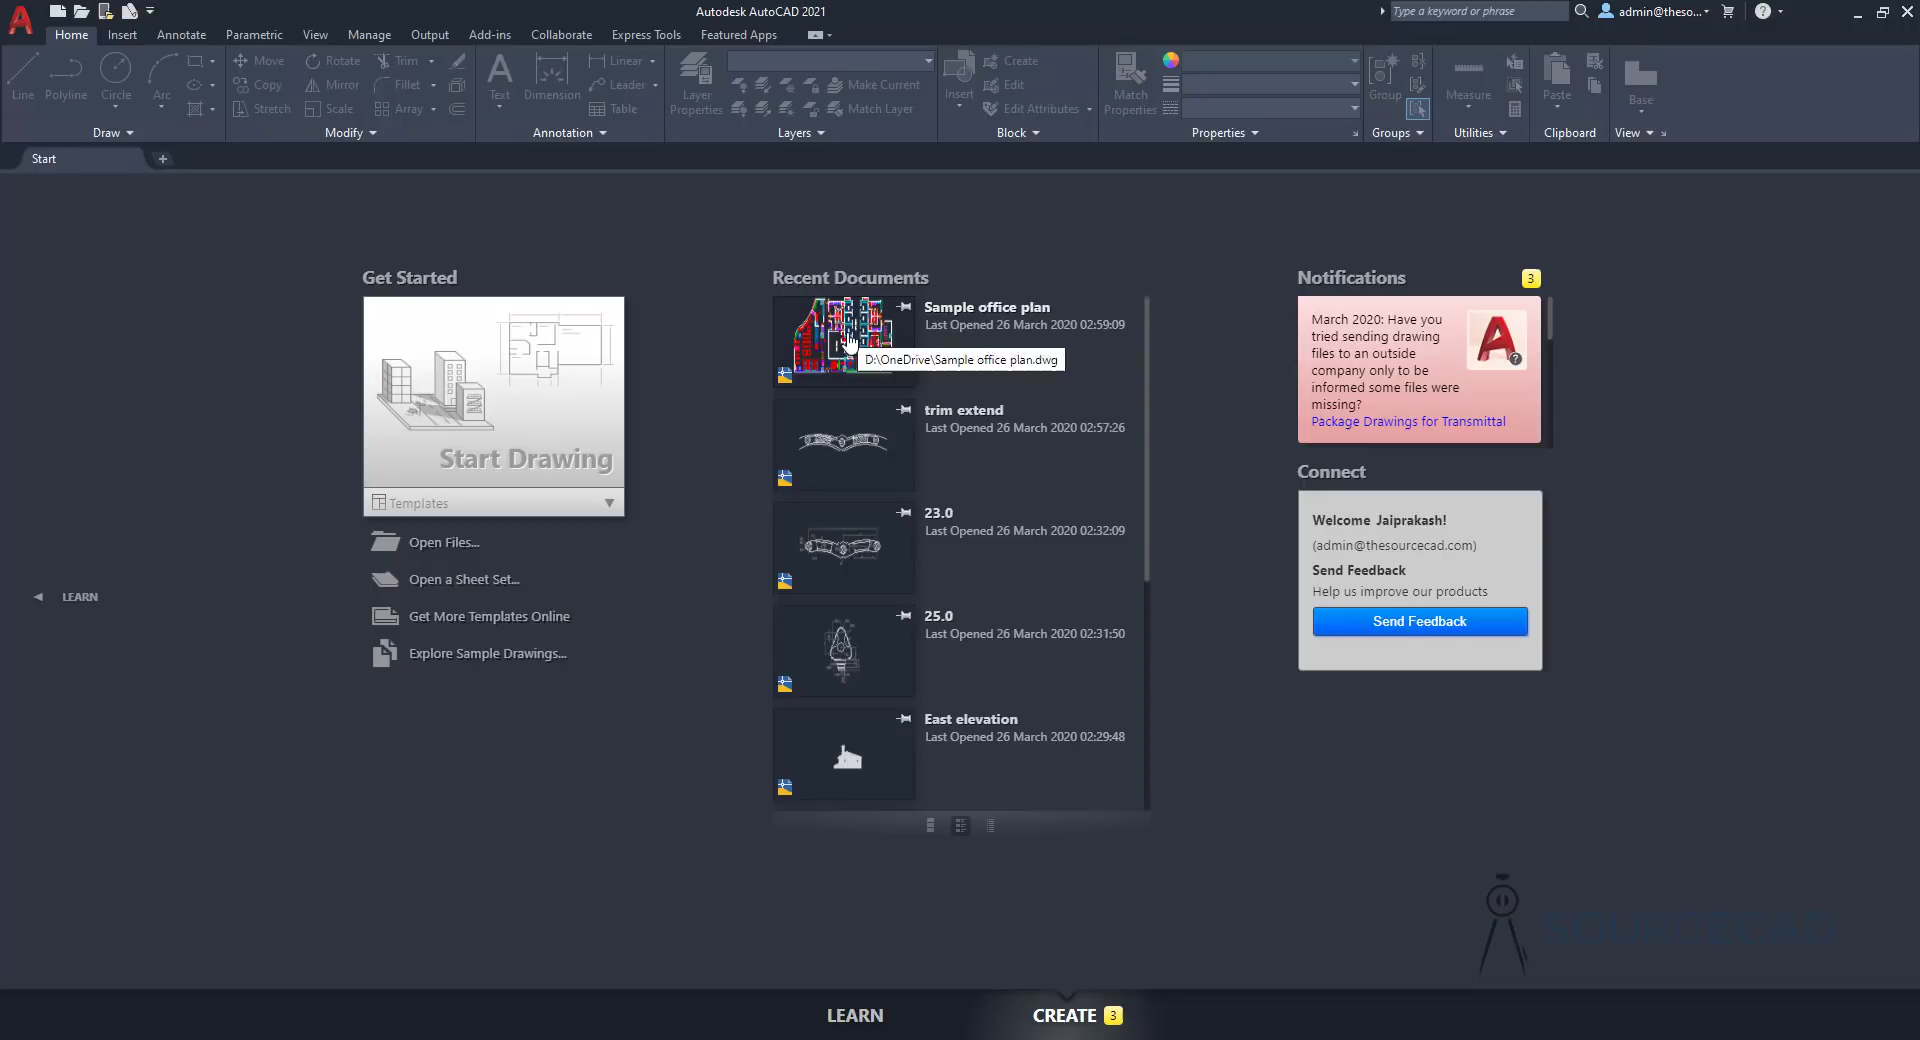 Autodesk AutoCAD 2021
Type a keyword or phrase
admin@theso...
Home Insert Annotate Parametric View Manage Output Add-ins Collaborate Express Tools Featured Apps
Line
Polyline
Circle
Arc
Draw
Move
Rotate
Trim
Copy
Mirror
Fillet
Stretch
Scale
Array
Modify
Text
Dimension
Linear
Leader
Table
Annotation
Layer
Properties
Make Current
Match Layer
Layers
Insert
Create
Edit
Edit Attributes
Block
Match
Properties
Properties
Group
Groups
Measure
Utilities
Paste
Clipboard
Base
View
Start
Get Started
Start Drawing
Templates
Open Files...
Open a Sheet Set...
Get More Templates Online
Explore Sample Drawings...
LEARN
Recent Documents
Sample office plan
Last Opened 26 March 2020 02:59:09
D:\OneDrive\Sample office plan.dwg
trim extend
Last Opened 26 March 2020 02:57:26
23.0
Last Opened 26 March 2020 02:32:09
25.0
Last Opened 26 March 2020 02:31:50
East elevation
Last Opened 26 March 2020 02:29:48
Notifications 3
March 2020: Have you
tried sending drawing
files to an outside
company only to be
informed some files were
missing?
Package Drawings for Transmittal
Connect
Welcome Jaiprakash!
(admin@thesourcecad.com)
Send Feedback
Help us improve our products
Send Feedback
SOURCECAD
LEARN
CREATE 3